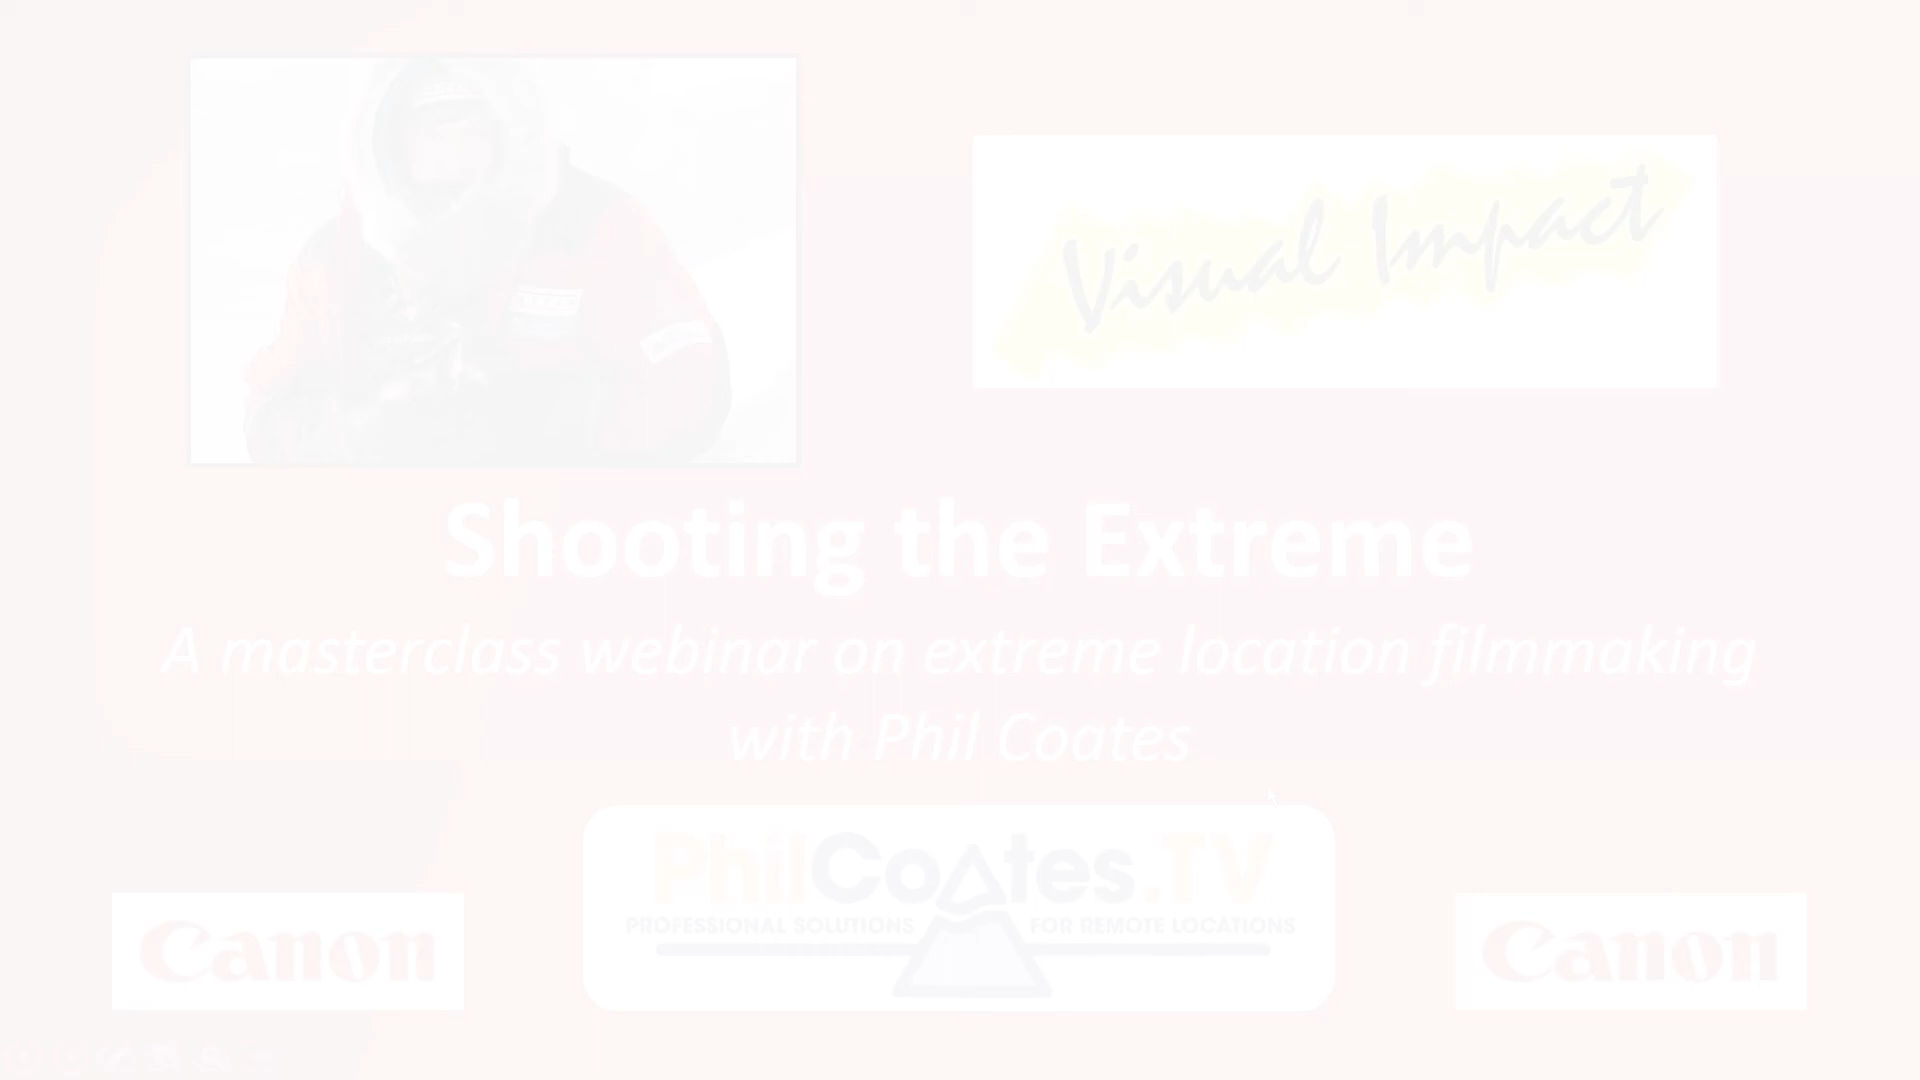 Visual Impact
Shooting the Extreme
A masterclass webinar on extreme location filmmaking
with Phil Coates
PhilCoates.TV
PROFESSIONAL SOLUTIONS FOR REMOTE LOCATIONS
Canon
Canon